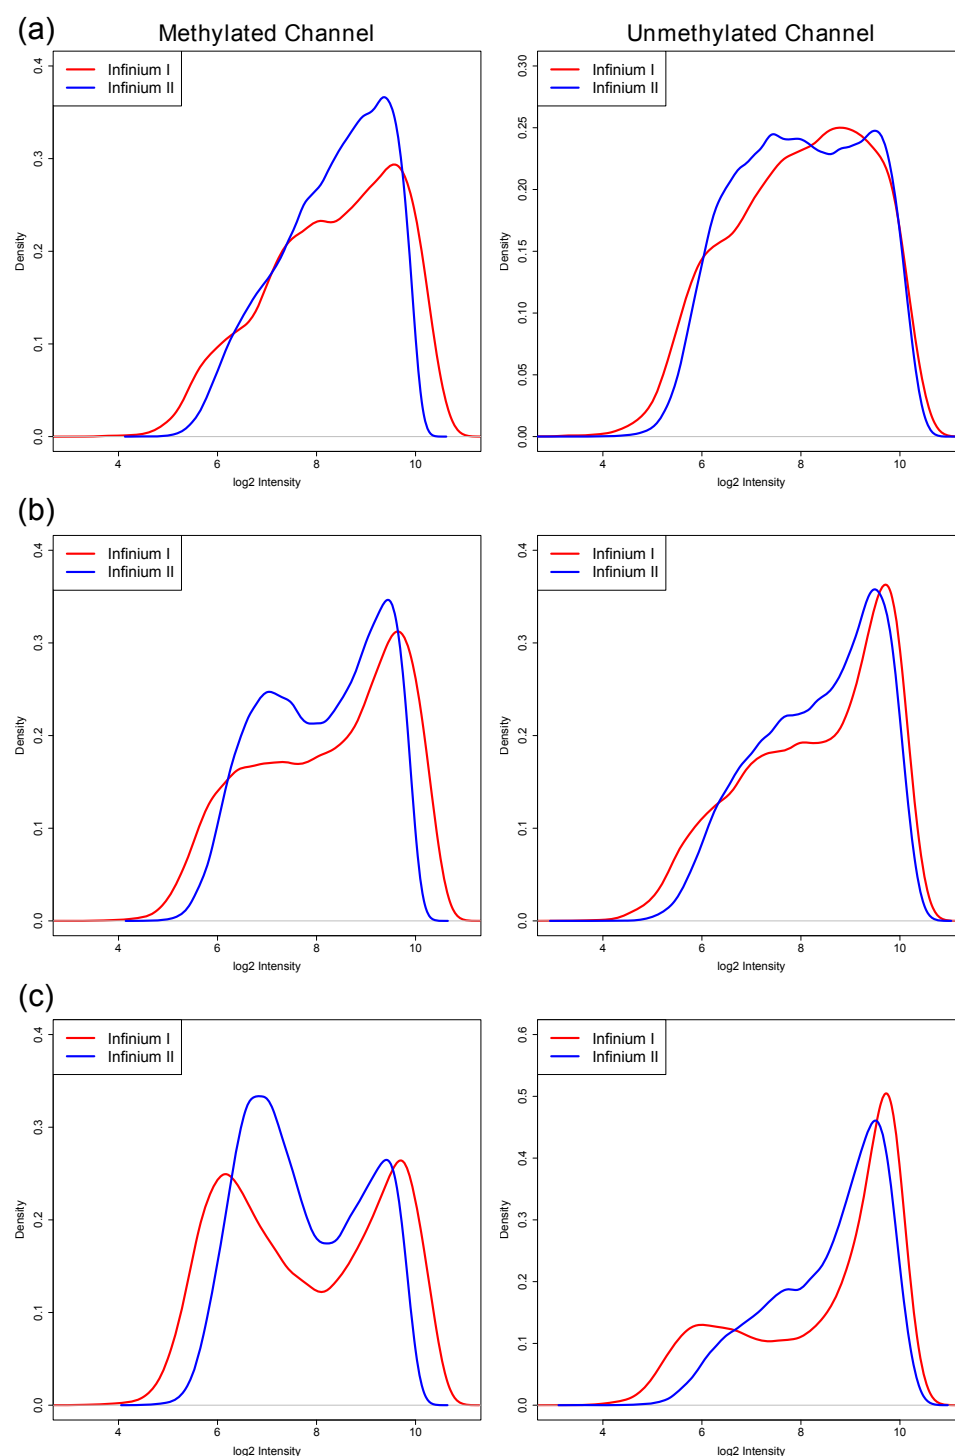 (a)
Methylated Channel
Unmethylated Channel
Infinium I
Infinium II
0.4
0.3
0.2
0.1
0.0
Density
4 6 8 10
log2 Intensity
Infinium I
Infinium II
0.30
0.25
0.20
0.15
0.10
0.05
0.00
Density
4 6 8 10
log2 Intensity
(b)
Infinium I
Infinium II
0.4
0.3
0.2
0.1
0.0
Density
4 6 8 10
log2 Intensity
Infinium I
Infinium II
0.4
0.3
0.2
0.1
0.0
Density
4 6 8 10
log2 Intensity
(c)
Infinium I
Infinium II
0.4
0.3
0.2
0.1
0.0
Density
4 6 8 10
log2 Intensity
Infinium I
Infinium II
0.6
0.5
0.4
0.3
0.2
0.1
0.0
Density
4 6 8 10
log2 Intensity